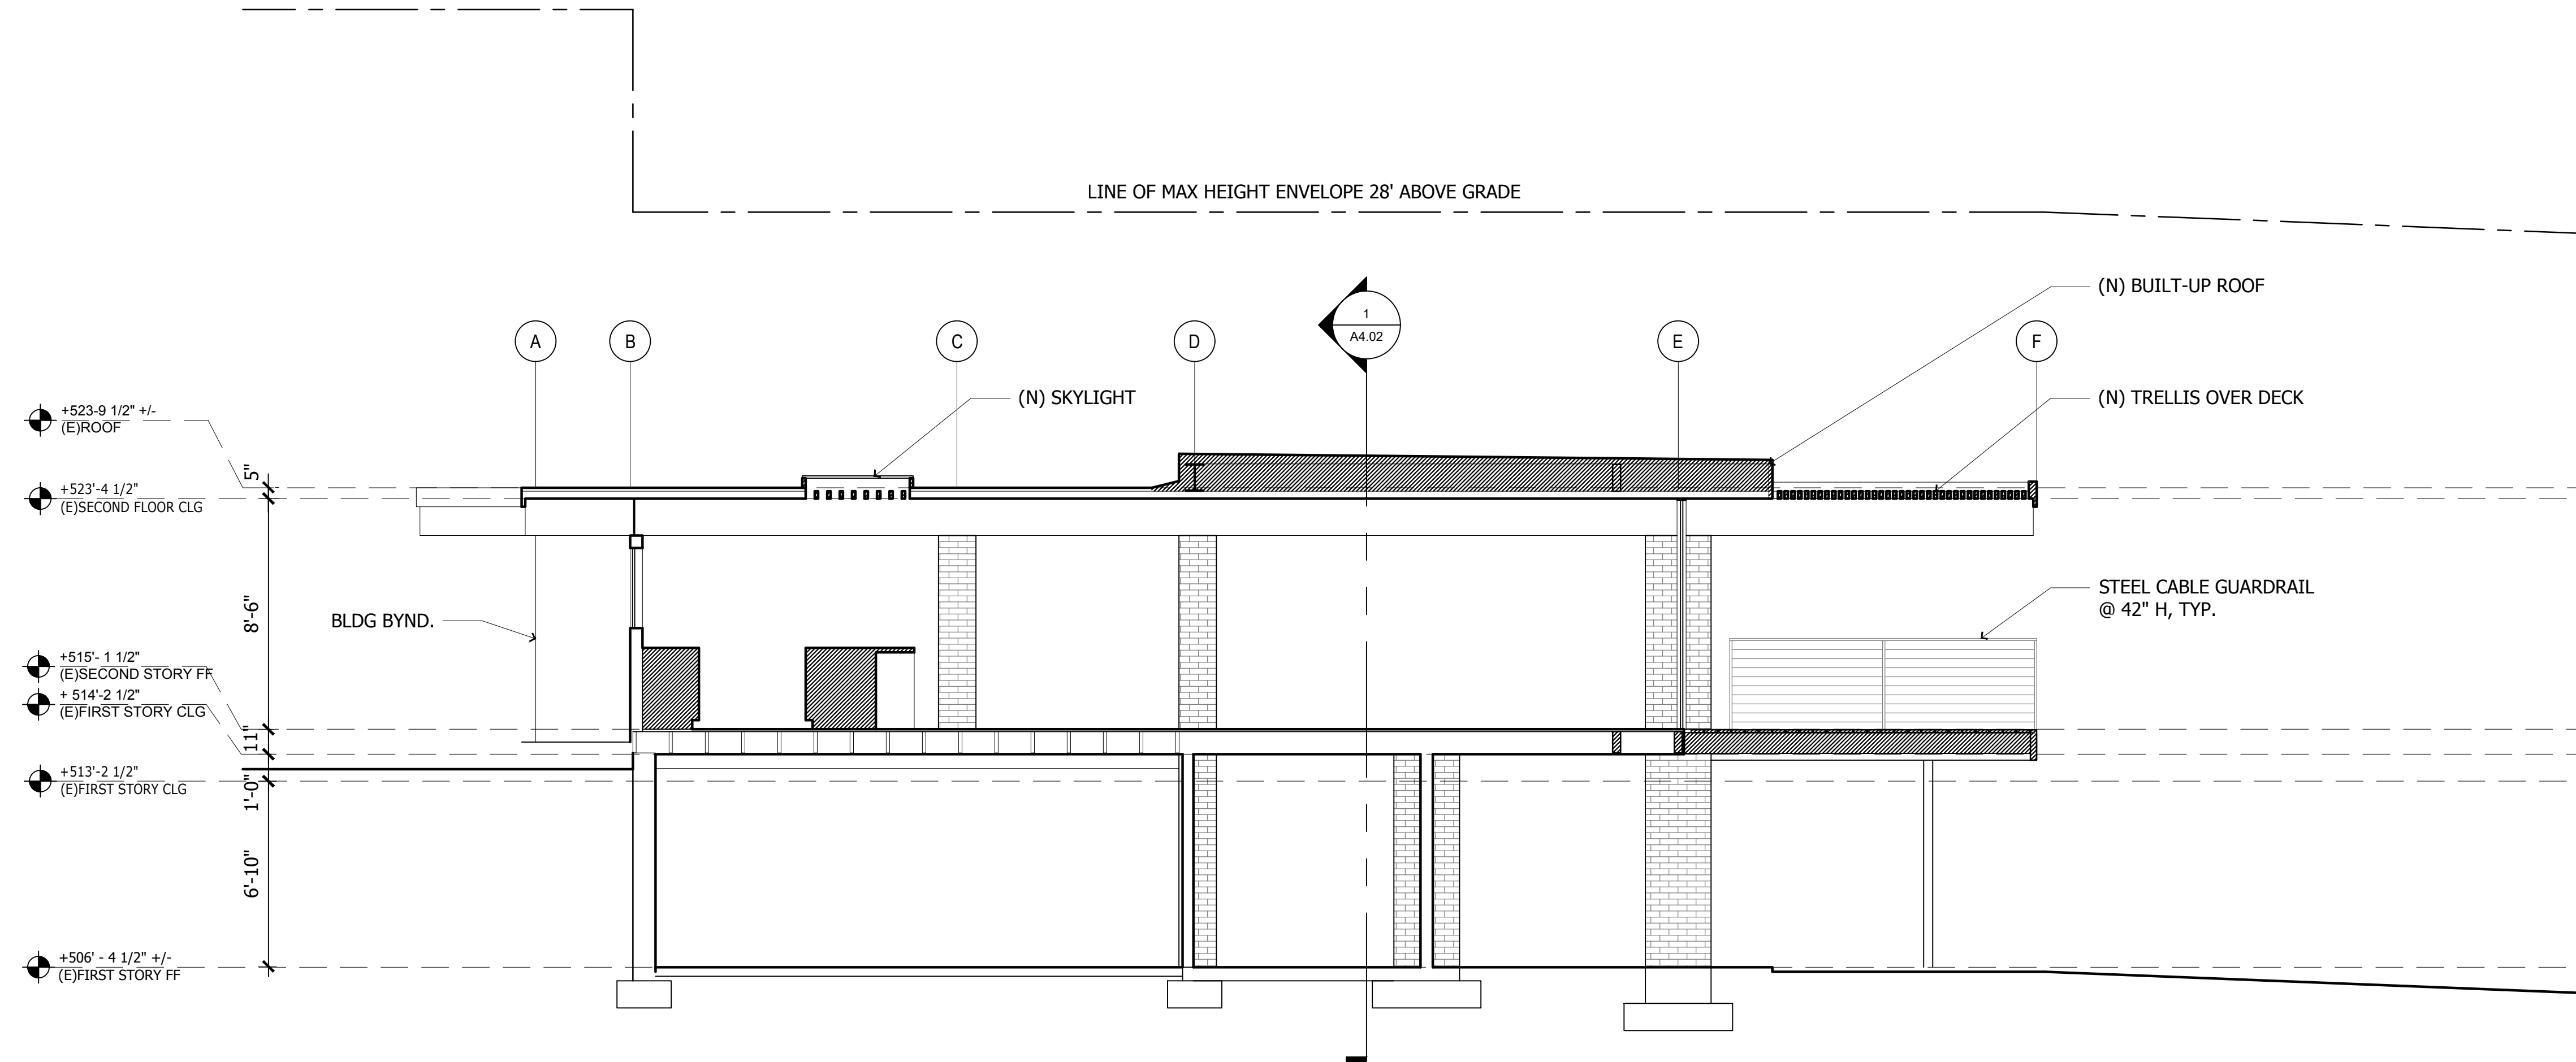 LINE OF MAX HEIGHT ENVELOPE 28' ABOVE GRADE
(N) BUILT-UP ROOF
1
A4.02
A
B
C
D
E
F
(N) SKYLIGHT
(N) TRELLIS OVER DECK
+523-9 1/2" +/-
(E)ROOF
5"
+523'-4 1/2"
(E)SECOND FLOOR CLG
8'-6"
STEEL CABLE GUARDRAIL
@ 42" H, TYP.
BLDG BYND.
+515'- 1 1/2"
(E)SECOND STORY FF
+ 514'-2 1/2"
(E)FIRST STORY CLG
11"
+513'-2 1/2"
(E)FIRST STORY CLG
1'-0"
6'-10"
+506' - 4 1/2" +/-
(E)FIRST STORY FF